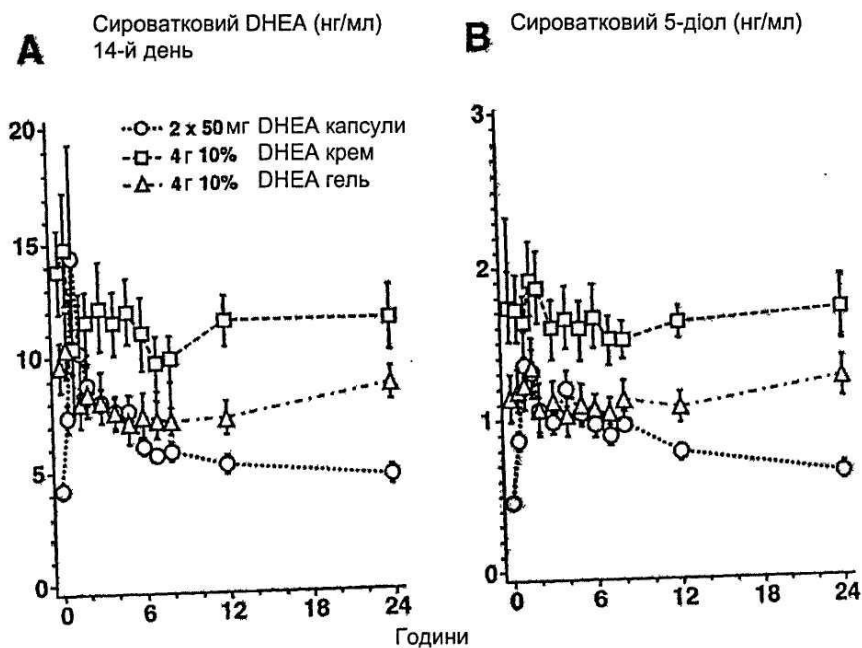 A
Сироватковий DHEA (нг/мл)
14-й день
B
Сироватковий 5-діол (нг/мл)
2 x 50 мг DHEA капсули
4 г 10% DHEA крем
4 г 10% DHEA гель
20
15
10
5
0
0 6 12 18 24
3
2
1
0
0 6 12 18 24
Години